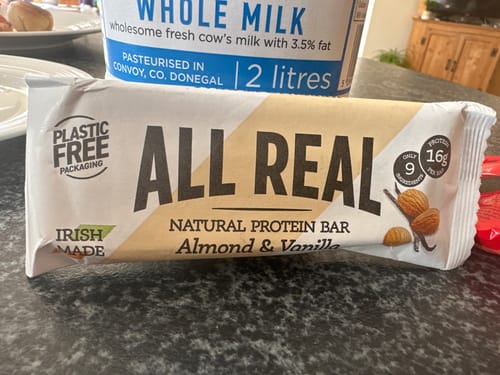 WHOLE MILK
wholesome fresh cow's milk with 3.5% fat
PASTEURISED IN
CONVOY, CO. DONEGAL
2 litres
PLASTIC
FREE
PACKAGING
ALL REAL
ONLY
9
INGREDIENTS
PROTEIN
16g
PER BAR
NATURAL PROTEIN BAR
Almond & Vanilla
IRISH
MADE